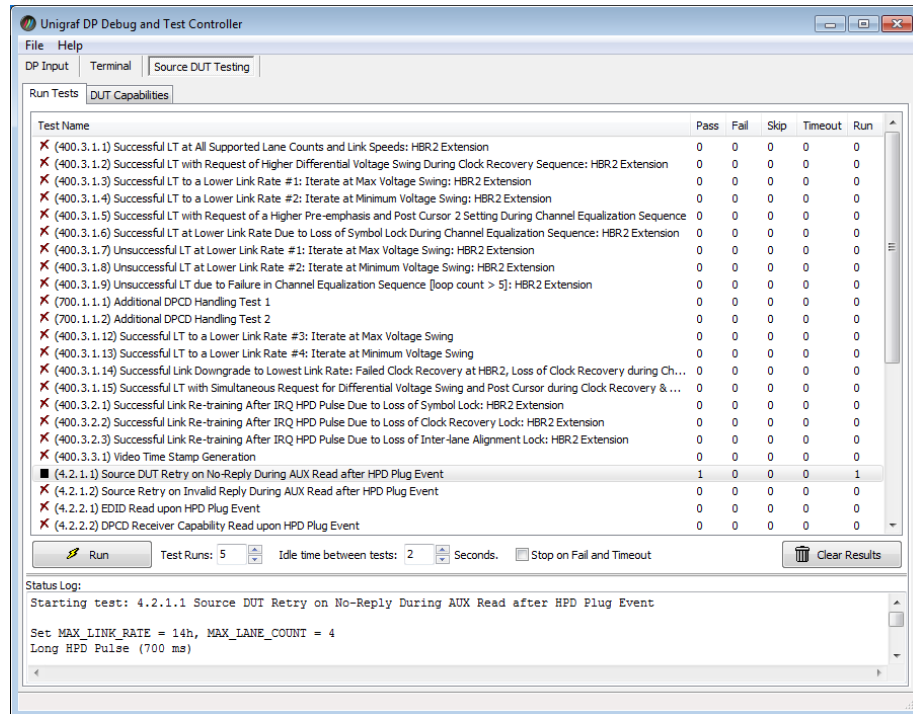 Unigraf DP Debug and Test Controller
File Help
DP Input Terminal Source DUT Testing
Run Tests DUT Capabilities
Test Name Pass Fail Skip Timeout Run
(400.3.1.1) Successful LT at All Supported Lane Counts and Link Speeds: HBR2 Extension 0 0 0 0 0
(400.3.1.2) Successful LT with Request of Higher Differential Voltage Swing During Clock Recovery Sequence: HBR2 Extension 0 0 0 0 0
(400.3.1.3) Successful LT to a Lower Link Rate #1: Iterate at Max Voltage Swing: HBR2 Extension 0 0 0 0 0
(400.3.1.4) Successful LT to a Lower Link Rate #2: Iterate at Minimum Voltage Swing: HBR2 Extension 0 0 0 0 0
(400.3.1.5) Successful LT with Request of a Higher Pre-emphasis and Post Cursor 2 Setting During Channel Equalization Sequence 0 0 0 0 0
(400.3.1.6) Successful LT at Lower Link Rate Due to Loss of Symbol Lock During Channel Equalization Sequence: HBR2 Extension 0 0 0 0 0
(400.3.1.7) Unsuccessful LT at Lower Link Rate #1: Iterate at Max Voltage Swing: HBR2 Extension 0 0 0 0 0
(400.3.1.8) Unsuccessful LT at Lower Link Rate #2: Iterate at Minimum Voltage Swing: HBR2 Extension 0 0 0 0 0
(400.3.1.9) Unsuccessful LT due to Failure in Channel Equalization Sequence [loop count > 5]: HBR2 Extension 0 0 0 0 0
(700.1.1.1) Additional DPCD Handling Test 1 0 0 0 0 0
(700.1.1.2) Additional DPCD Handling Test 2 0 0 0 0 0
(400.3.1.12) Successful LT to a Lower Link Rate #3: Iterate at Max Voltage Swing 0 0 0 0 0
(400.3.1.13) Successful LT to a Lower Link Rate #4: Iterate at Minimum Voltage Swing 0 0 0 0 0
(400.3.1.14) Successful Link Downgrade to Lowest Link Rate: Failed Clock Recovery at HBR2, Loss of Clock Recovery during Ch... 0 0 0 0 0
(400.3.1.15) Successful LT with Simultaneous Request for Differential Voltage Swing and Post Cursor during Clock Recovery & ... 0 0 0 0 0
(400.3.2.1) Successful Link Re-training After IRQ HPD Pulse Due to Loss of Symbol Lock: HBR2 Extension 0 0 0 0 0
(400.3.2.2) Successful Link Re-training After IRQ HPD Pulse Due to Loss of Clock Recovery Lock: HBR2 Extension 0 0 0 0 0
(400.3.2.3) Successful Link Re-training After IRQ HPD Pulse Due to Loss of Inter-lane Alignment Lock: HBR2 Extension 0 0 0 0 0
(400.3.3.1) Video Time Stamp Generation 0 0 0 0 0
(4.2.1.1) Source DUT Retry on No-Reply During AUX Read after HPD Plug Event 1 0 0 0 1
(4.2.1.2) Source Retry on Invalid Reply During AUX Read after HPD Plug Event 0 0 0 0 0
(4.2.2.1) EDID Read upon HPD Plug Event 0 0 0 0 0
(4.2.2.2) DPCD Receiver Capability Read upon HPD Plug Event 0 0 0 0 0
Run Test Runs: 5 Idle time between tests: 2 Seconds. Stop on Fail and Timeout Clear Results
Status Log:
Starting test: 4.2.1.1 Source DUT Retry on No-Reply During AUX Read after HPD Plug Event
Set MAX_LINK_RATE = 14h, MAX_LANE_COUNT = 4
Long HPD Pulse (700 ms)